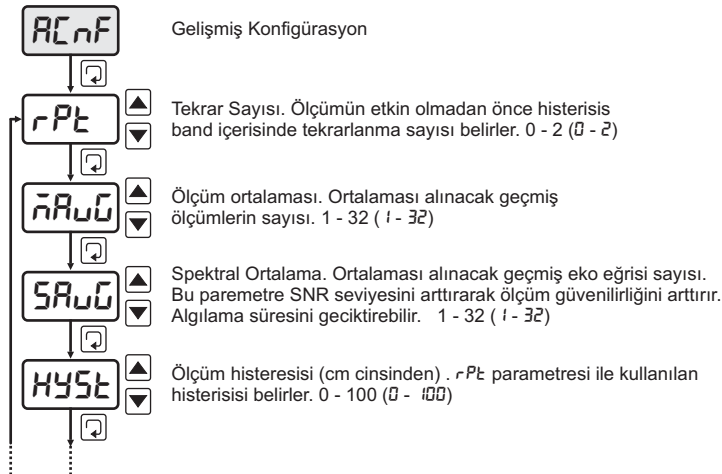 ACnF
Gelişmiş Konfigürasyon
rPt
Tekrar Sayısı. Ölçümün etkin olmadan önce histerisis
band içerisinde tekrarlanma sayısı belirler. 0 - 2 (0 - 2)
mAuG
Ölçüm ortalaması. Ortalaması alınacak geçmiş
ölçümlerin sayısı. 1 - 32 (1 - 32)
SAuG
Spektral Ortalama. Ortalaması alınacak geçmiş eko eğrisi sayısı.
Bu paremetre SNR seviyesini arttırarak ölçüm güvenilirliğini arttırır.
Algılama süresini geciktirebilir. 1 - 32 (1 - 32)
HYSt
Ölçüm histeresisi (cm cinsinden) . rPt parametresi ile kullanılan
histerisisi belirler. 0 - 100 (0 - 100)